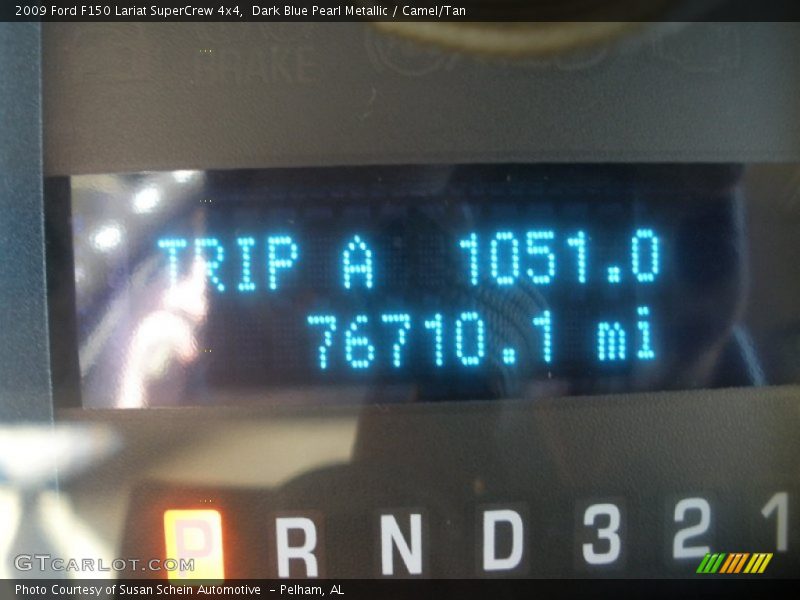 2009 Ford F150 Lariat SuperCrew 4x4,  Dark Blue Pearl Metallic / Camel/Tan
BRAKE
TRIP A 1051.0
76710.1 mi
P R N D 3 2 1
GTCARLOT.COM
Photo Courtesy of Susan Schein Automotive  - Pelham, AL